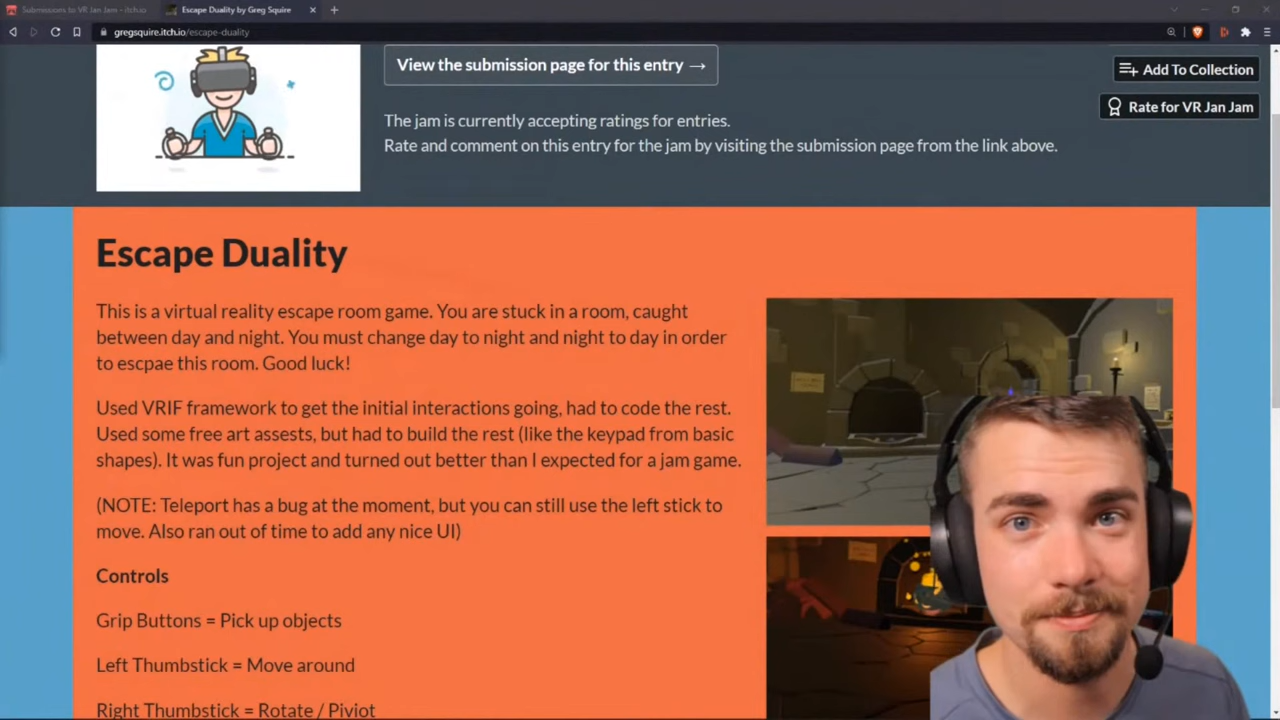 Submissions to VR Jan Jam - itch.io
Escape Duality by Greg Squire
gregsquire.itch.io/escape-duality
View the submission page for this entry →
Add To Collection
Rate for VR Jan Jam
The jam is currently accepting ratings for entries.
Rate and comment on this entry for the jam by visiting the submission page from the link above.
Escape Duality
This is a virtual reality escape room game. You are stuck in a room, caught
between day and night. You must change day to night and night to day in order
to escpae this room. Good luck!
Used VRIF framework to get the initial interactions going, had to code the rest.
Used some free art assests, but had to build the rest (like the keypad from basic
shapes). It was fun project and turned out better than I expected for a jam game.
(NOTE: Teleport has a bug at the moment, but you can still use the left stick to
move. Also ran out of time to add any nice UI)
Controls
Grip Buttons = Pick up objects
Left Thumbstick = Move around
Right Thumbstick = Rotate / Piviot